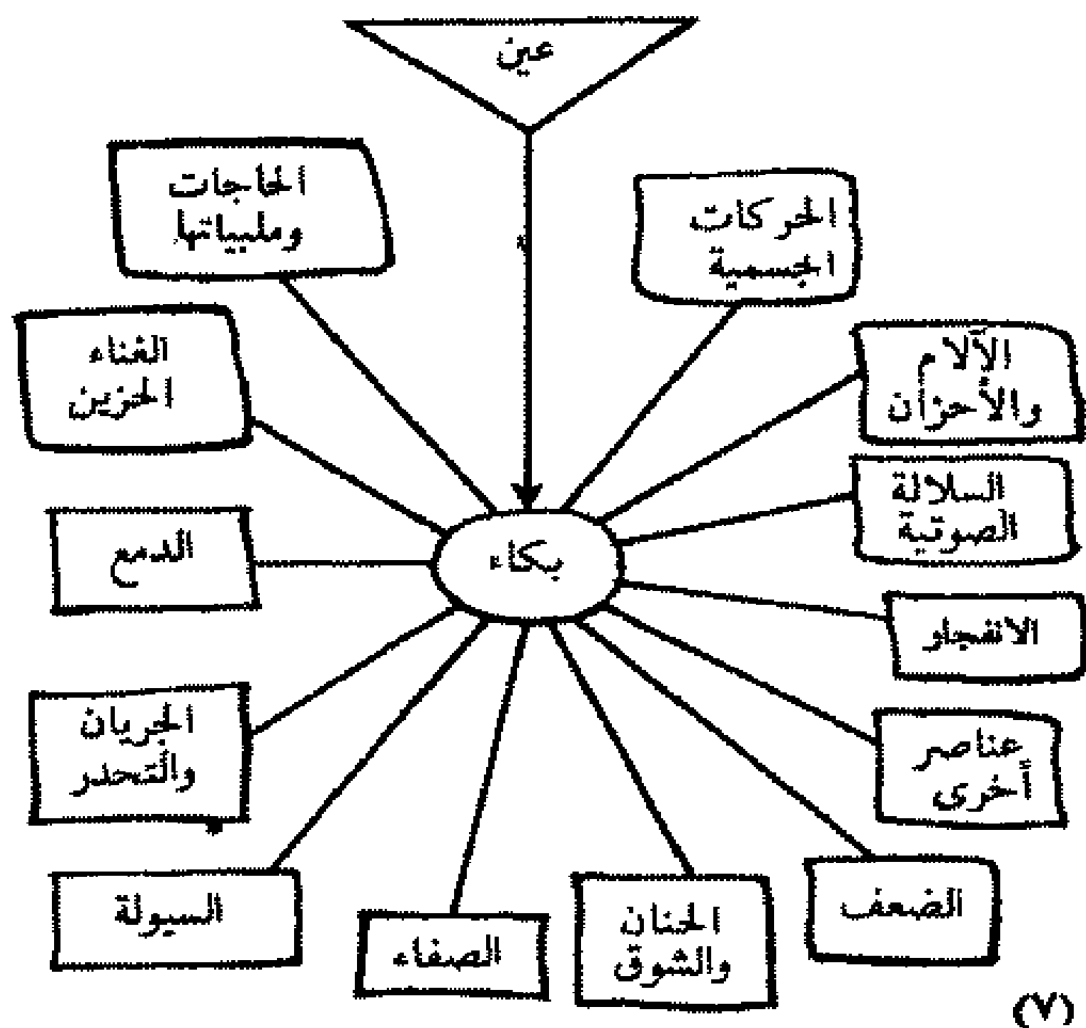 عين
الحركات
الجسمية
الحاجات
وملبياتها
الآلام
والأحزان
الغناء
الحزين
السلالة
الصوتية
بكاء
الدمع
الانفجار
الجريان
والتحدر
عناصر
أخرى
الضعف
الحنان
والشوق
الصفاء
السيولة
(٧)